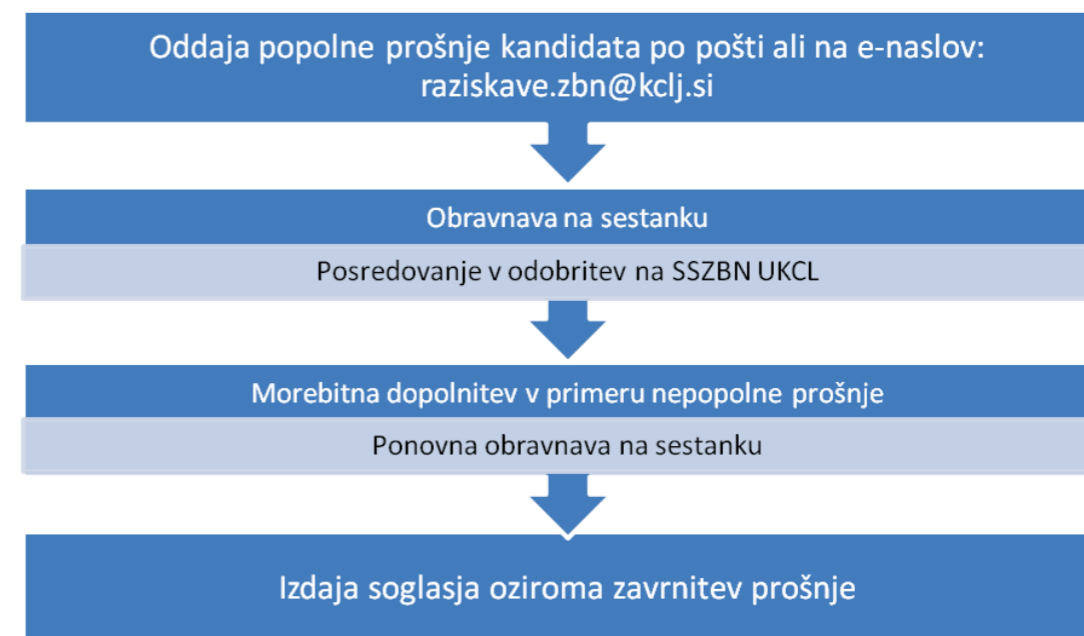 Oddaja popolne prošnje kandidata po pošti ali na e-naslov:
raziskave.zbn@kclj.si
Obravnava na sestanku
Posredovanje v odobritev na SSZBN UKCL
Morebitna dopolnitev v primeru nepopolne prošnje
Ponovna obravnava na sestanku
Izdaja soglasja oziroma zavrnitev prošnje